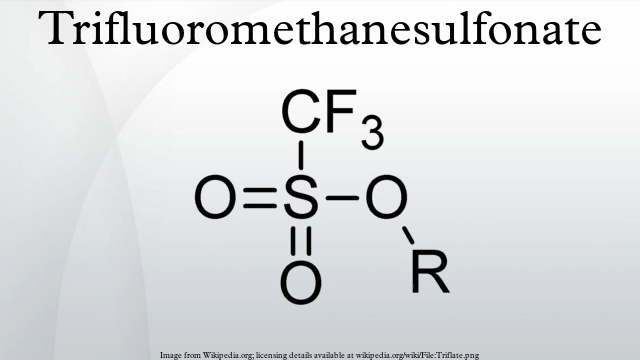 Trifluoromethanesulfonate
CF3
O=S–O
O
R
Image from Wikipedia.org; licensing details available at wikipedia.org/wiki/File:Triflate.png